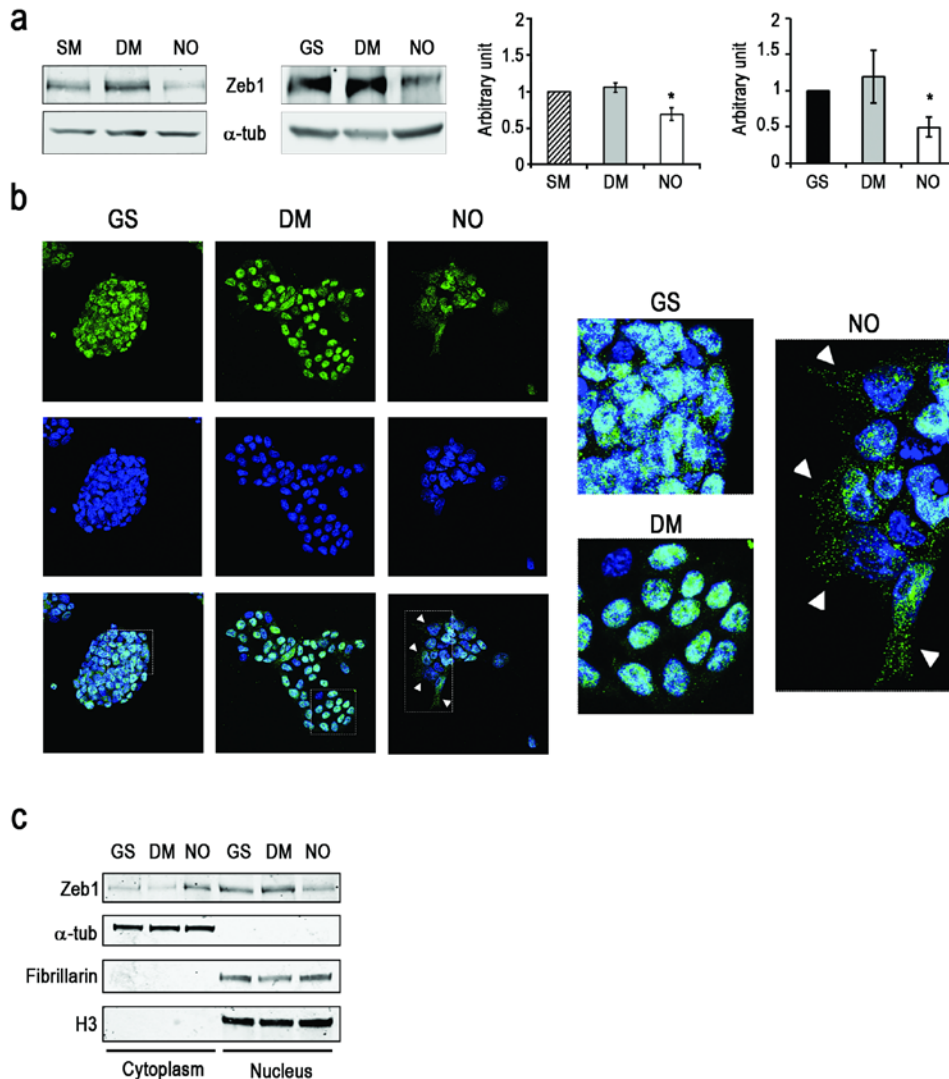 a
SM DM NO
GS DM NO
Zeb1
α-tub
Arbitrary unit
2
1.5
1
0.5
0
*
SM DM NO
Arbitrary unit
2
1.5
1
0.5
0
*
GS DM NO
b
GS DM NO
GS
NO
DM
c
GS DM NO GS DM NO
Zeb1
α-tub
Fibrillarin
H3
Cytoplasm Nucleus